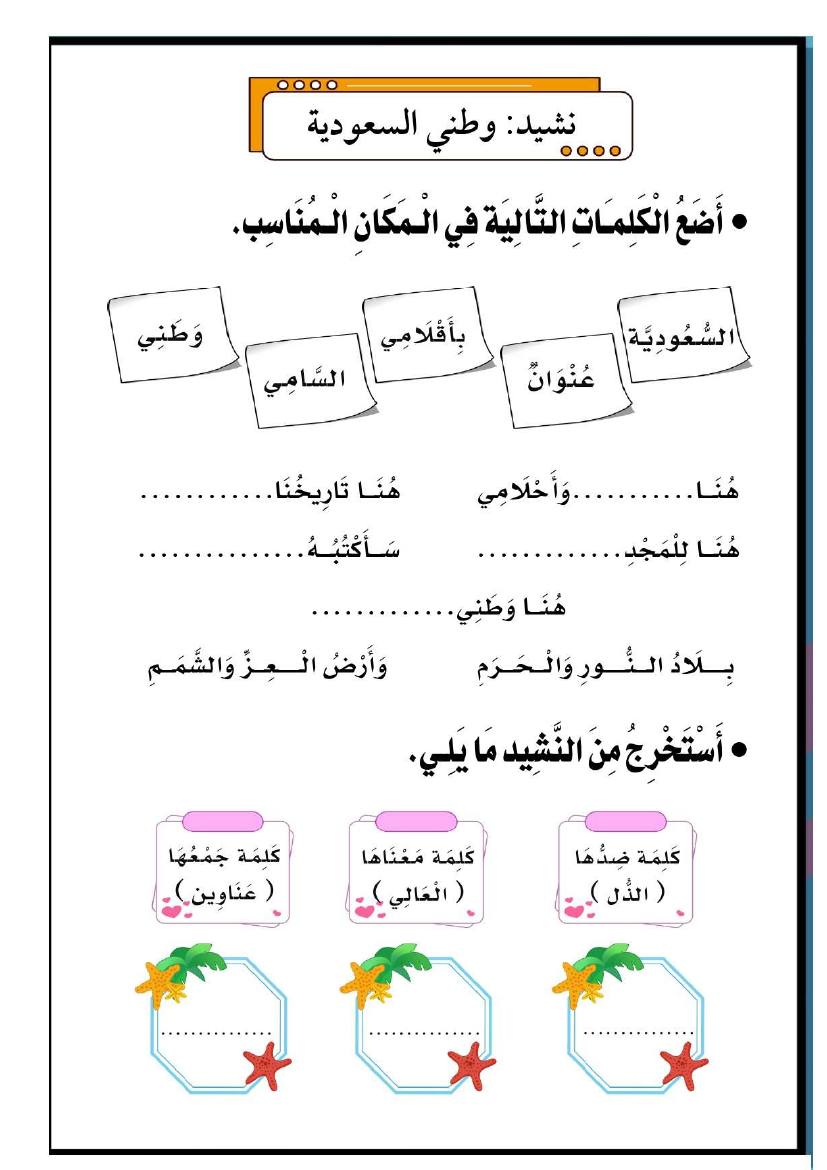 نشيد: وطني السعودية
• أَضَعُ الْكَلِمَاتِ التَّالِيَة فِي الْمَكَانِ الْمُنَاسِب.
السُّعُودِيَّة عُنْوَانٌ بِأَقْلَامِي السَّامِي وَطَنِي
هُنَا...........وَأَحْلَامِي هُنَا تَارِيخُنَا............
هُنَا لِلْمَجْدِ............. سَأَكْتُبُهُ...............
هُنَا وَطَنِي.............
بِلَادُ النُّورِ وَالْحَرَمِ وَأَرْضُ الْعِزِّ وَالشَّمَمِ
• أَسْتَخْرِجُ مِنَ النَّشِيد مَا يَلِي.
كَلِمَة ضِدُّهَا كَلِمَة مَعْنَاهَا كَلِمَة جَمْعُهَا
( الذُّل ) ( الْعَالِي ) ( عَنَاوِين )
............... ............... ...............